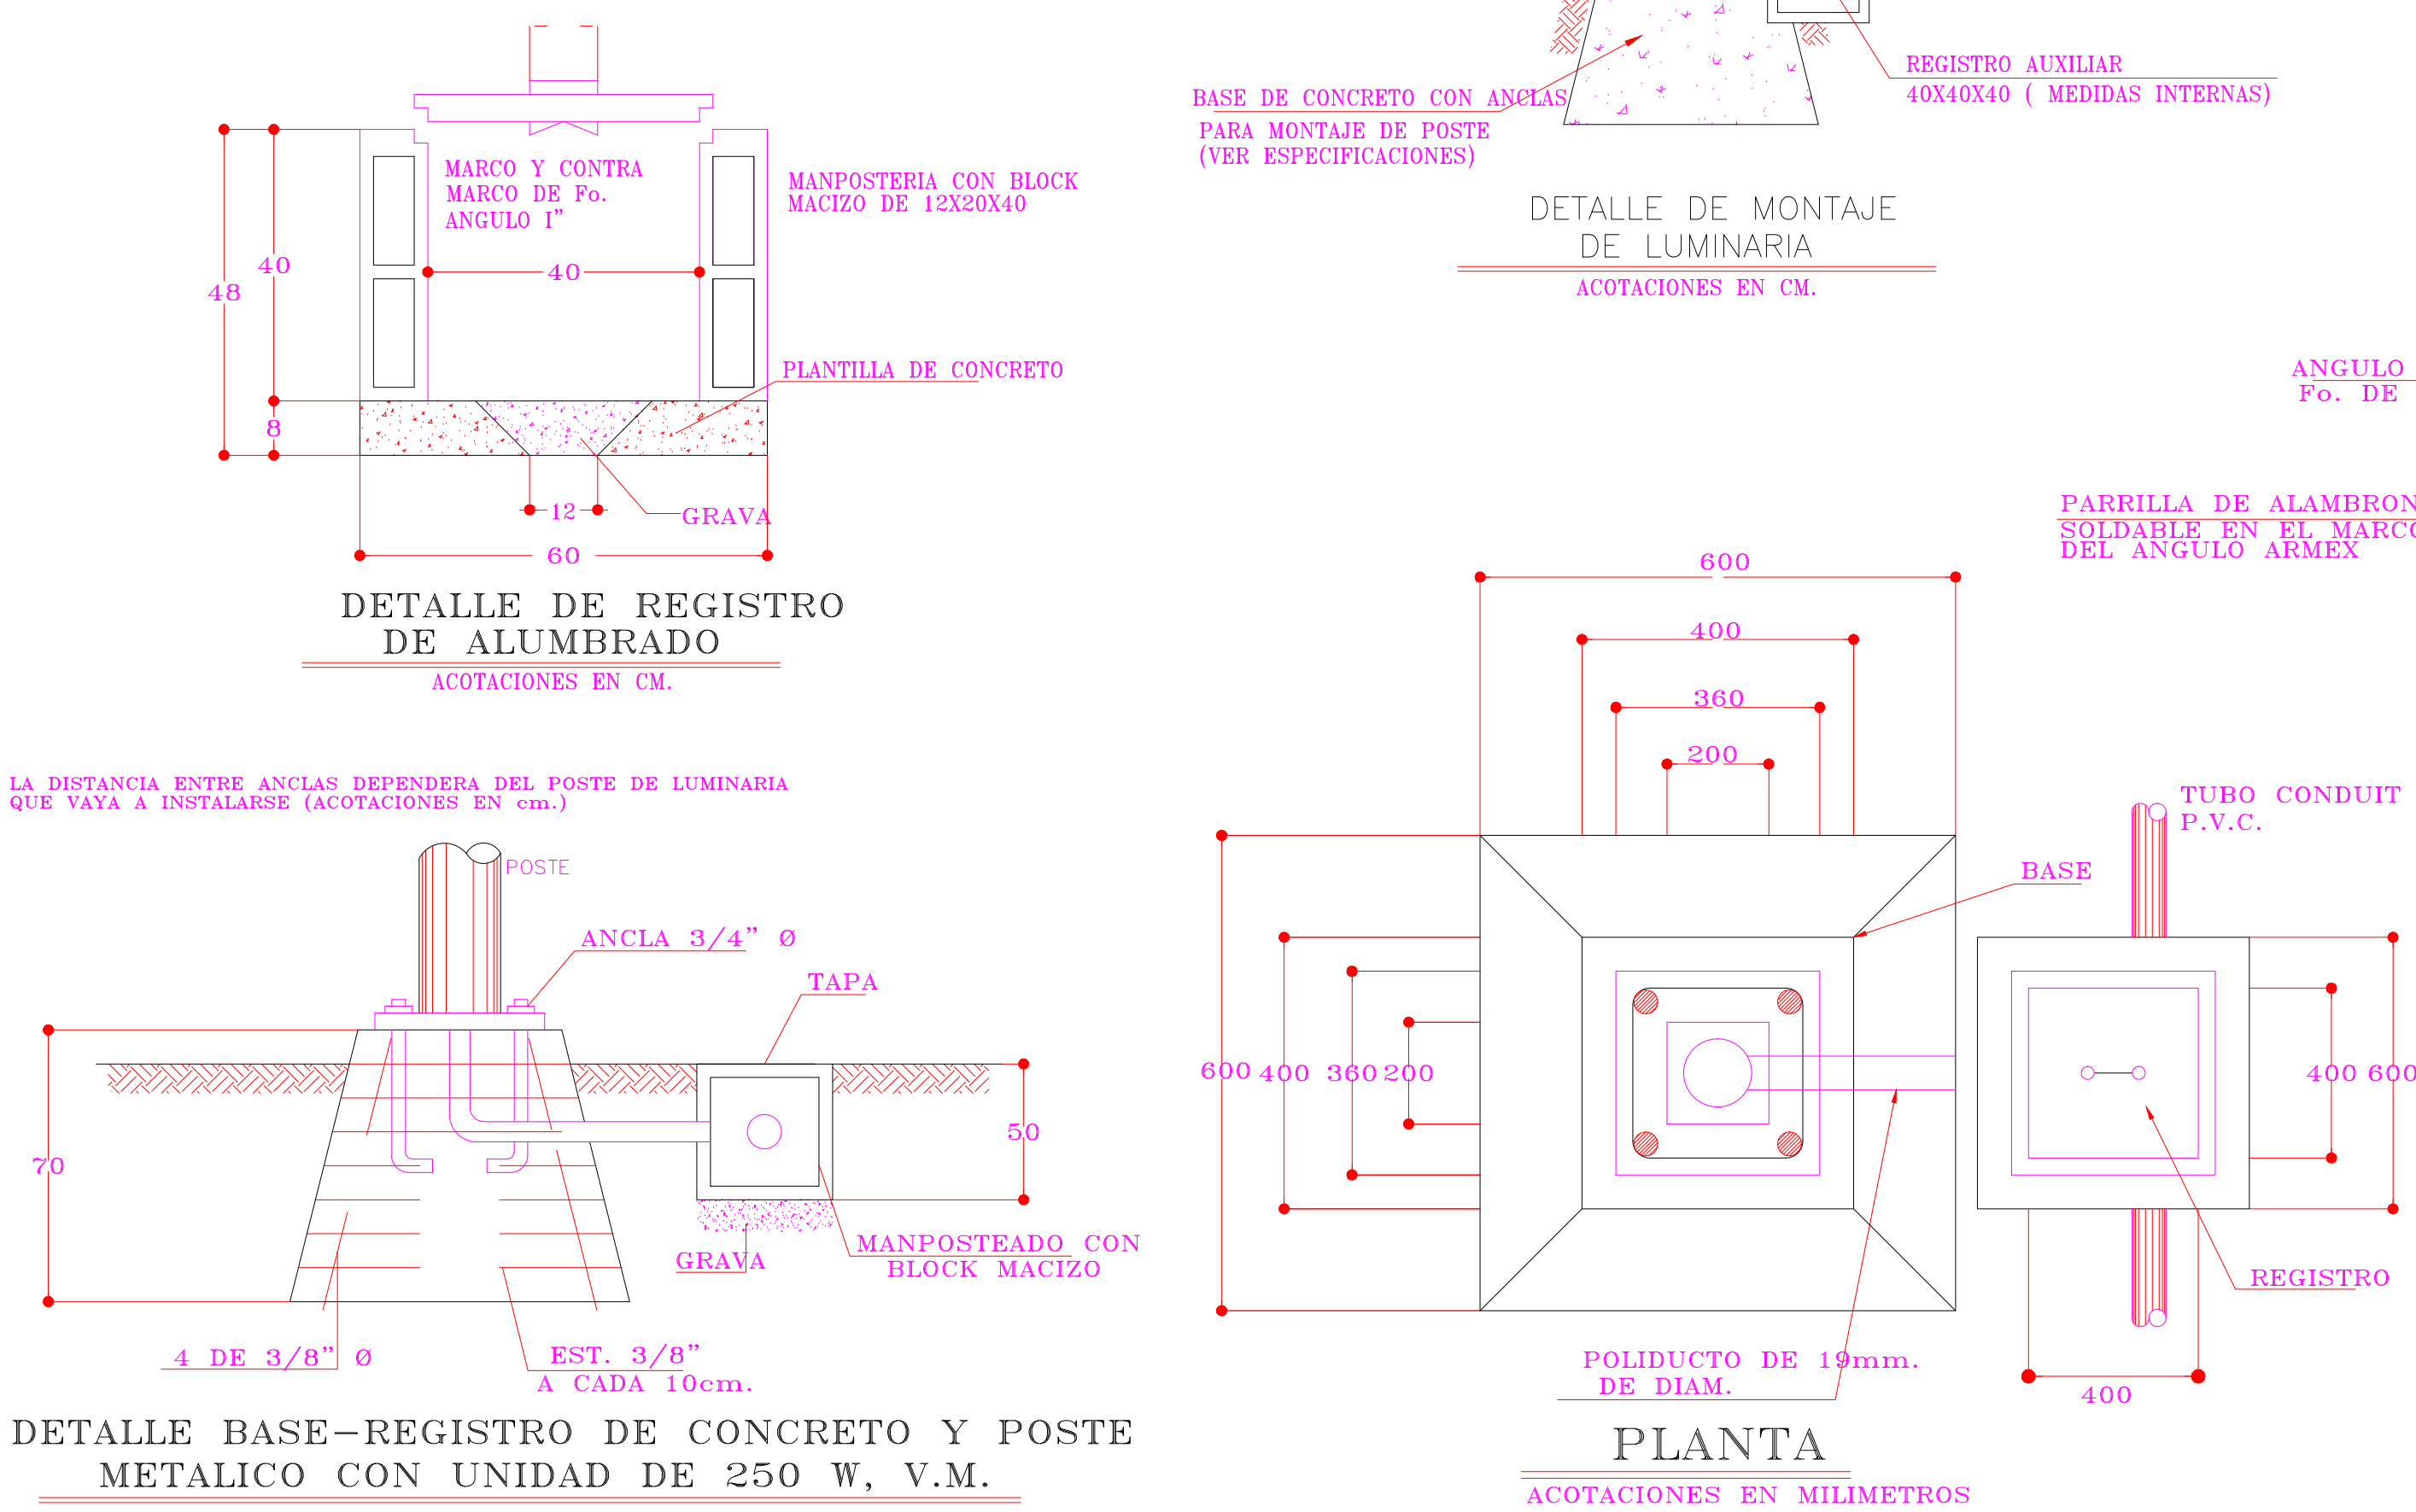 MARCO Y CONTRA
MARCO DE Fo.
ANGULO I"
MANPOSTERIA CON BLOCK
MACIZO DE 12X20X40
40
48
40
8
PLANTILLA DE CONCRETO
12
GRAVA
60
DETALLE DE REGISTRO
DE ALUMBRADO
ACOTACIONES EN CM.
BASE DE CONCRETO CON ANCLAS
PARA MONTAJE DE POSTE
(VER ESPECIFICACIONES)
REGISTRO AUXILIAR
40X40X40 ( MEDIDAS INTERNAS)
DETALLE DE MONTAJE
DE LUMINARIA
ACOTACIONES EN CM.
ANGULO
Fo. DE
PARRILLA DE ALAMBRON
SOLDABLE EN EL MARCO
DEL ANGULO ARMEX
LA DISTANCIA ENTRE ANCLAS DEPENDERA DEL POSTE DE LUMINARIA
QUE VAYA A INSTALARSE (ACOTACIONES EN cm.)
POSTE
ANCLA 3/4" Ø
TAPA
70
50
GRAVA
MANPOSTEADO CON
BLOCK MACIZO
4 DE 3/8" Ø
EST. 3/8"
A CADA 10cm.
DETALLE BASE-REGISTRO DE CONCRETO Y POSTE
METALICO CON UNIDAD DE 250 W, V.M.
600
400
360
200
TUBO CONDUIT
P.V.C.
BASE
600 400 360 200
400 600
REGISTRO
POLIDUCTO DE 19mm.
DE DIAM.
400
PLANTA
ACOTACIONES EN MILIMETROS